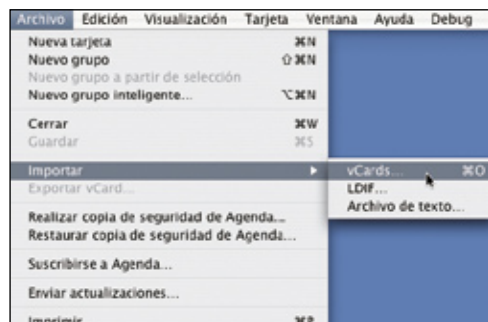 Archivo Edición Visualización Tarjeta Ventana Ayuda Debug
Nueva tarjeta ⌘N
Nuevo grupo ⇧⌘N
Nuevo grupo a partir de selección
Nuevo grupo inteligente... ⌥⌘N
Cerrar ⌘W
Guardar ⌘S
Importar ▶
vCards... ⌘O
Exportar vCard...
LDIF...
Archivo de texto...
Realizar copia de seguridad de Agenda...
Restaurar copia de seguridad de Agenda...
Suscribirse a Agenda...
Enviar actualizaciones...
Imprimir ⌘P